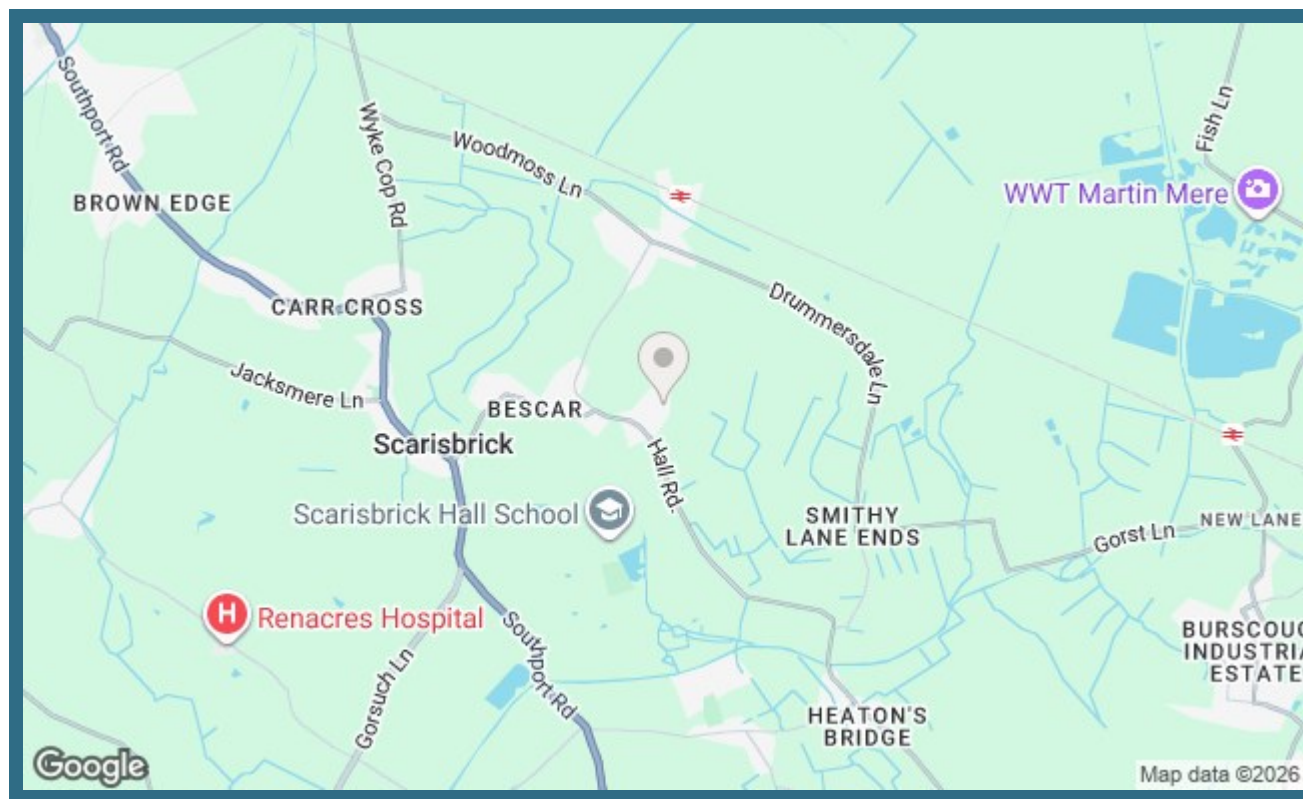 Southport Rd
Wyke Cop Rd
Woodmoss Ln
Fish Ln
WWT Martin Mere
BROWN EDGE
CARR CROSS
Drummersdale Ln
Jacksmere Ln
BESCAR
Scarisbrick
Hall Rd
Scarisbrick Hall School
SMITHY
LANE ENDS
Gorst Ln
NEW LANE
H
Renacres Hospital
Southport Rd
Gorsuch Ln
BURSCOUG
INDUSTRIA
ESTATE
HEATON'S
BRIDGE
Google
Map data ©2026